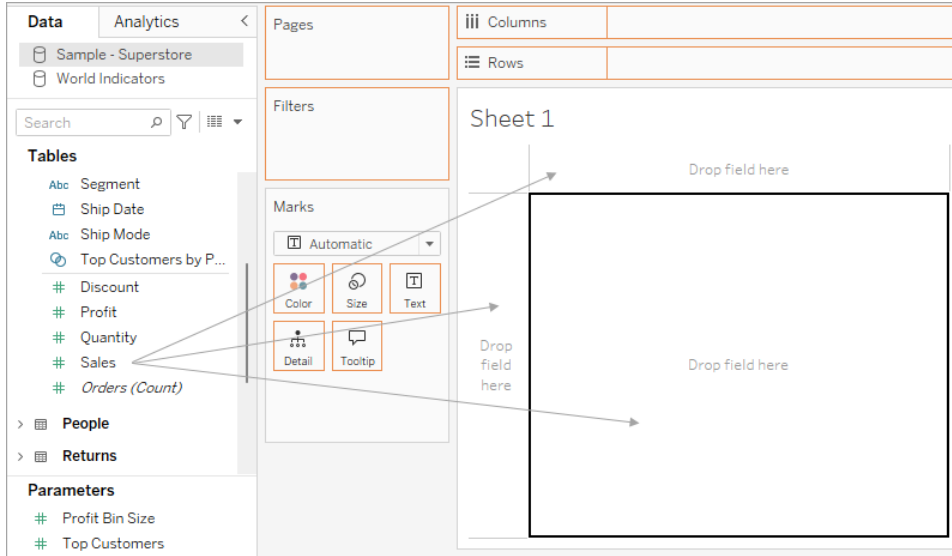 Data Analytics
Sample - Superstore
World Indicators
Search
Tables
Abc Segment
Ship Date
Abc Ship Mode
Top Customers by P...
# Discount
# Profit
# Quantity
# Sales
# Orders (Count)
People
Returns
Parameters
# Profit Bin Size
# Top Customers
Pages
Filters
Marks
T Automatic
Color Size T Text
Detail Tooltip
Columns
Rows
Sheet 1
Drop field here
Drop
field
here
Drop field here